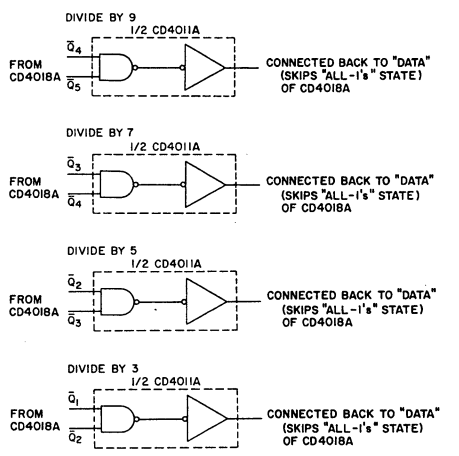 DIVIDE BY 9
1/2 CD4011A
Q̅4
FROM
CD4018A
Q̅5
CONNECTED BACK TO "DATA"
(SKIPS "ALL-1's" STATE)
OF CD4018A
DIVIDE BY 7
1/2 CD4011A
Q̅3
FROM
CD4018A
Q̅4
CONNECTED BACK TO "DATA"
(SKIPS "ALL-1's" STATE)
OF CD4018A
DIVIDE BY 5
1/2 CD4011A
Q̅2
FROM
CD4018A
Q̅3
CONNECTED BACK TO "DATA"
(SKIPS "ALL-1's" STATE)
OF CD4018A
DIVIDE BY 3
1/2 CD4011A
Q̅1
FROM
CD4018A
Q̅2
CONNECTED BACK TO "DATA"
(SKIPS "ALL-1's" STATE)
OF CD4018A